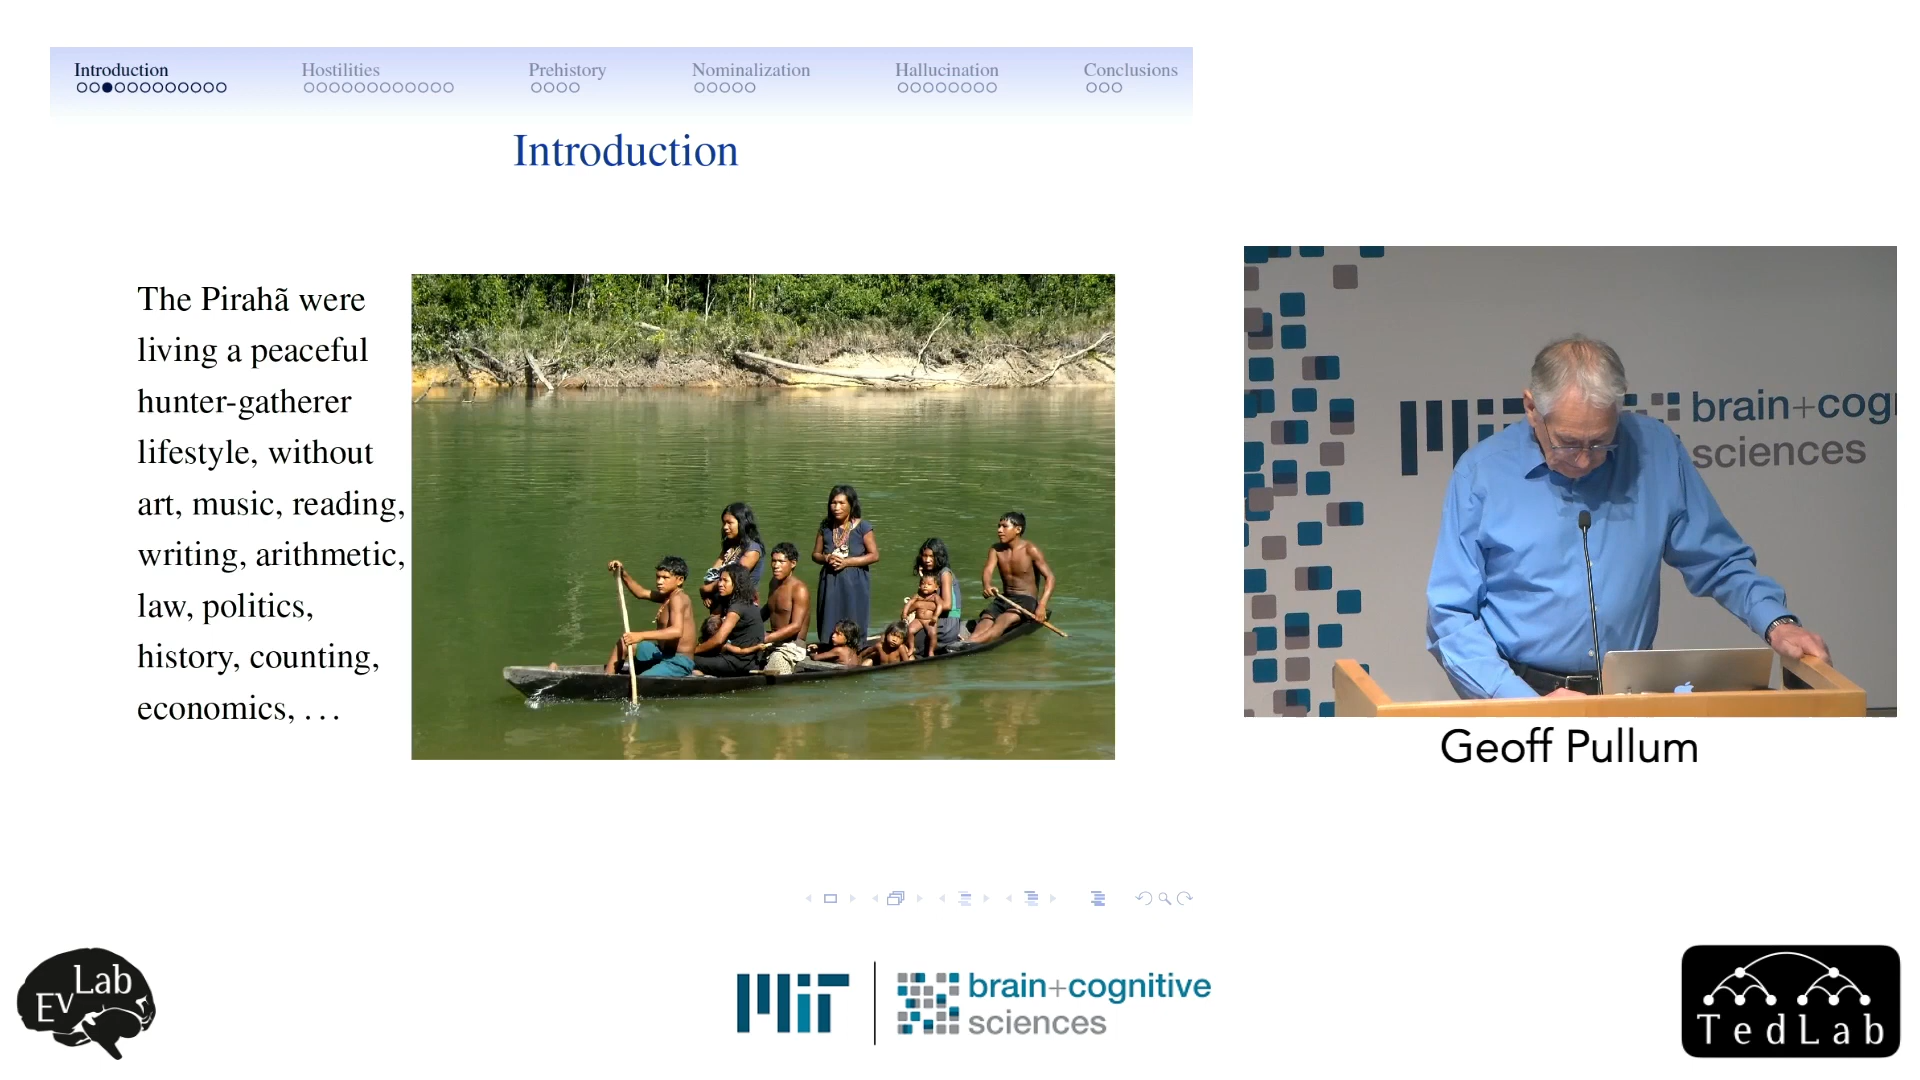 Introduction
Hostilities
Prehistory
Nominalization
Hallucination
Conclusions
Introduction
The Pirahã were
living a peaceful
hunter-gatherer
lifestyle, without
art, music, reading,
writing, arithmetic,
law, politics,
history, counting,
economics, . . .
brain+cog
sciences
Geoff Pullum
EV Lab
MIT
brain+cognitive
sciences
TedLab